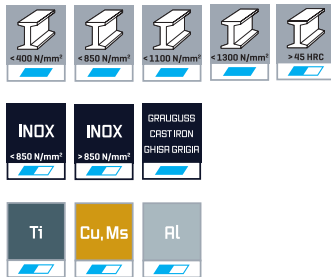 <400 N/mm² <850 N/mm² <1100 N/mm² <1300 N/mm² >45 HRC
INOX INOX GRAUGUSS
CAST IRON
GHISA GRIGIA
<850 N/mm² >850 N/mm²
Ti Cu, Ms Al